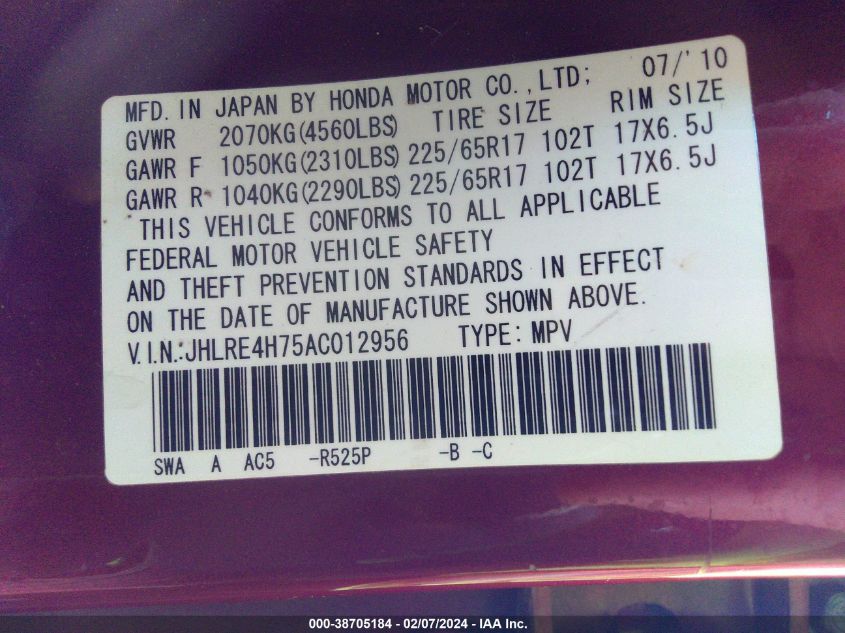 MFD. IN JAPAN BY HONDA MOTOR CO., LTD; 07/'10
GVWR 2070KG(4560LBS) TIRE SIZE RIM SIZE
GAWR F 1050KG(2310LBS) 225/65R17 102T 17X6.5J
GAWR R 1040KG(2290LBS) 225/65R17 102T 17X6.5J
THIS VEHICLE CONFORMS TO ALL APPLICABLE
FEDERAL MOTOR VEHICLE SAFETY
AND THEFT PREVENTION STANDARDS IN EFFECT
ON THE DATE OF MANUFACTURE SHOWN ABOVE.
V.I.N.:JHLRE4H75AC012956 TYPE: MPV
SWA A AC5 -R525P -B -C
000-38705184 - 02/07/2024 - IAA Inc.